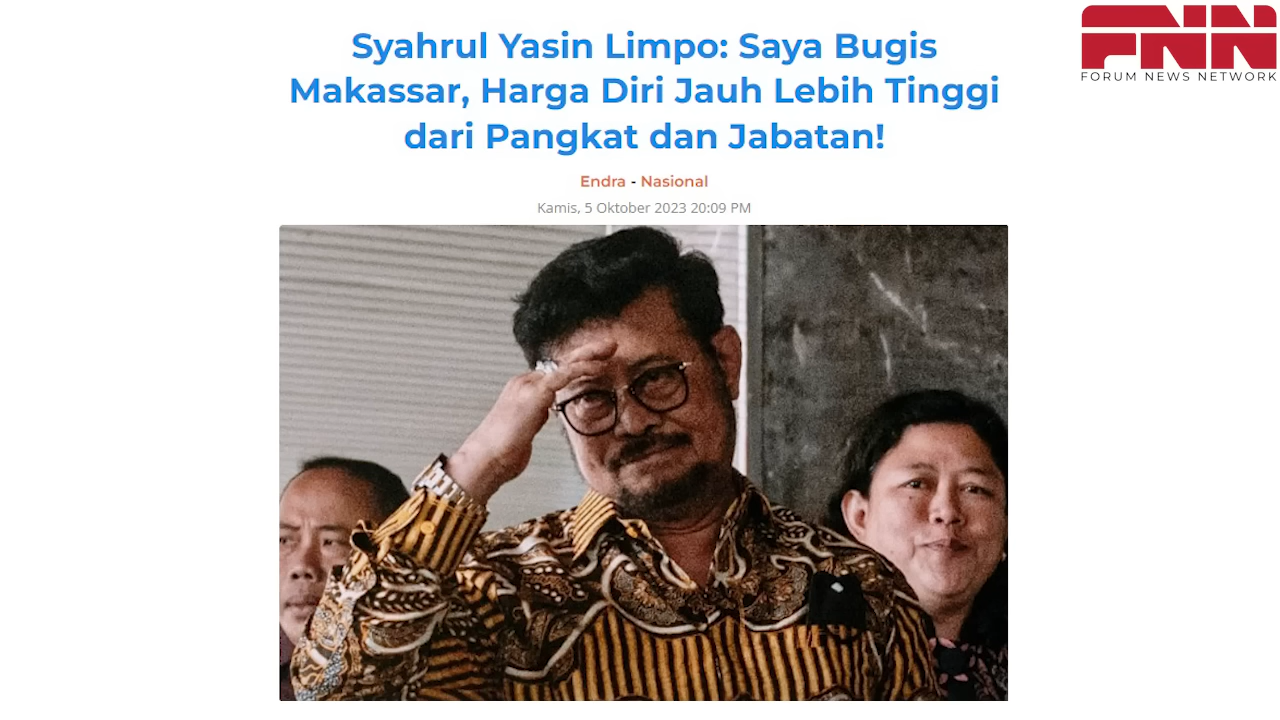 Syahrul Yasin Limpo: Saya Bugis
Makassar, Harga Diri Jauh Lebih Tinggi
dari Pangkat dan Jabatan!
Endra - Nasional
Kamis, 5 Oktober 2023 20:09 PM
FNN
FORUM NEWS NETWORK